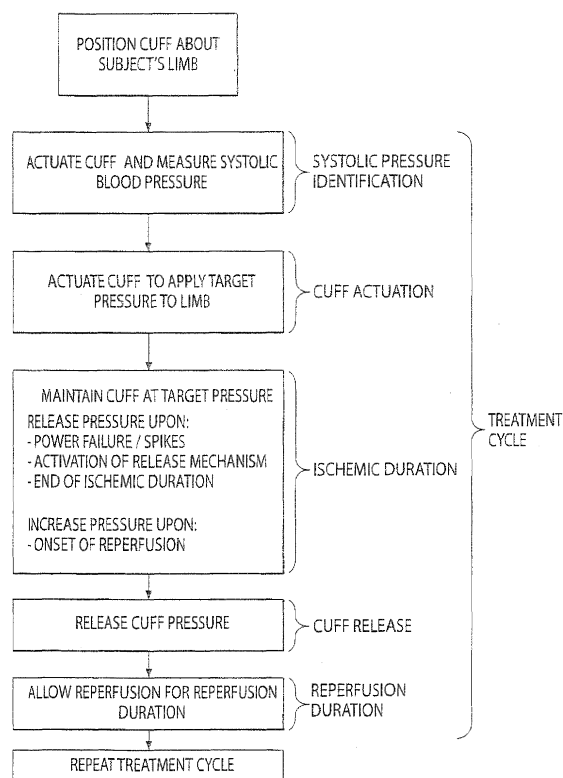 POSITION CUFF ABOUT
SUBJECT'S LIMB
ACTUATE CUFF AND MEASURE SYSTOLIC
BLOOD PRESSURE
SYSTOLIC PRESSURE
IDENTIFICATION
ACTUATE CUFF TO APPLY TARGET
PRESSURE TO LIMB
CUFF ACTUATION
MAINTAIN CUFF AT TARGET PRESSURE
RELEASE PRESSURE UPON:
- POWER FAILURE / SPIKES
- ACTIVATION OF RELEASE MECHANISM
- END OF ISCHEMIC DURATION
INCREASE PRESSURE UPON:
- ONSET OF REPERFUSION
ISCHEMIC DURATION
TREATMENT
CYCLE
RELEASE CUFF PRESSURE
CUFF RELEASE
ALLOW REPERFUSION FOR REPERFUSION
DURATION
REPERFUSION
DURATION
REPEAT TREATMENT CYCLE